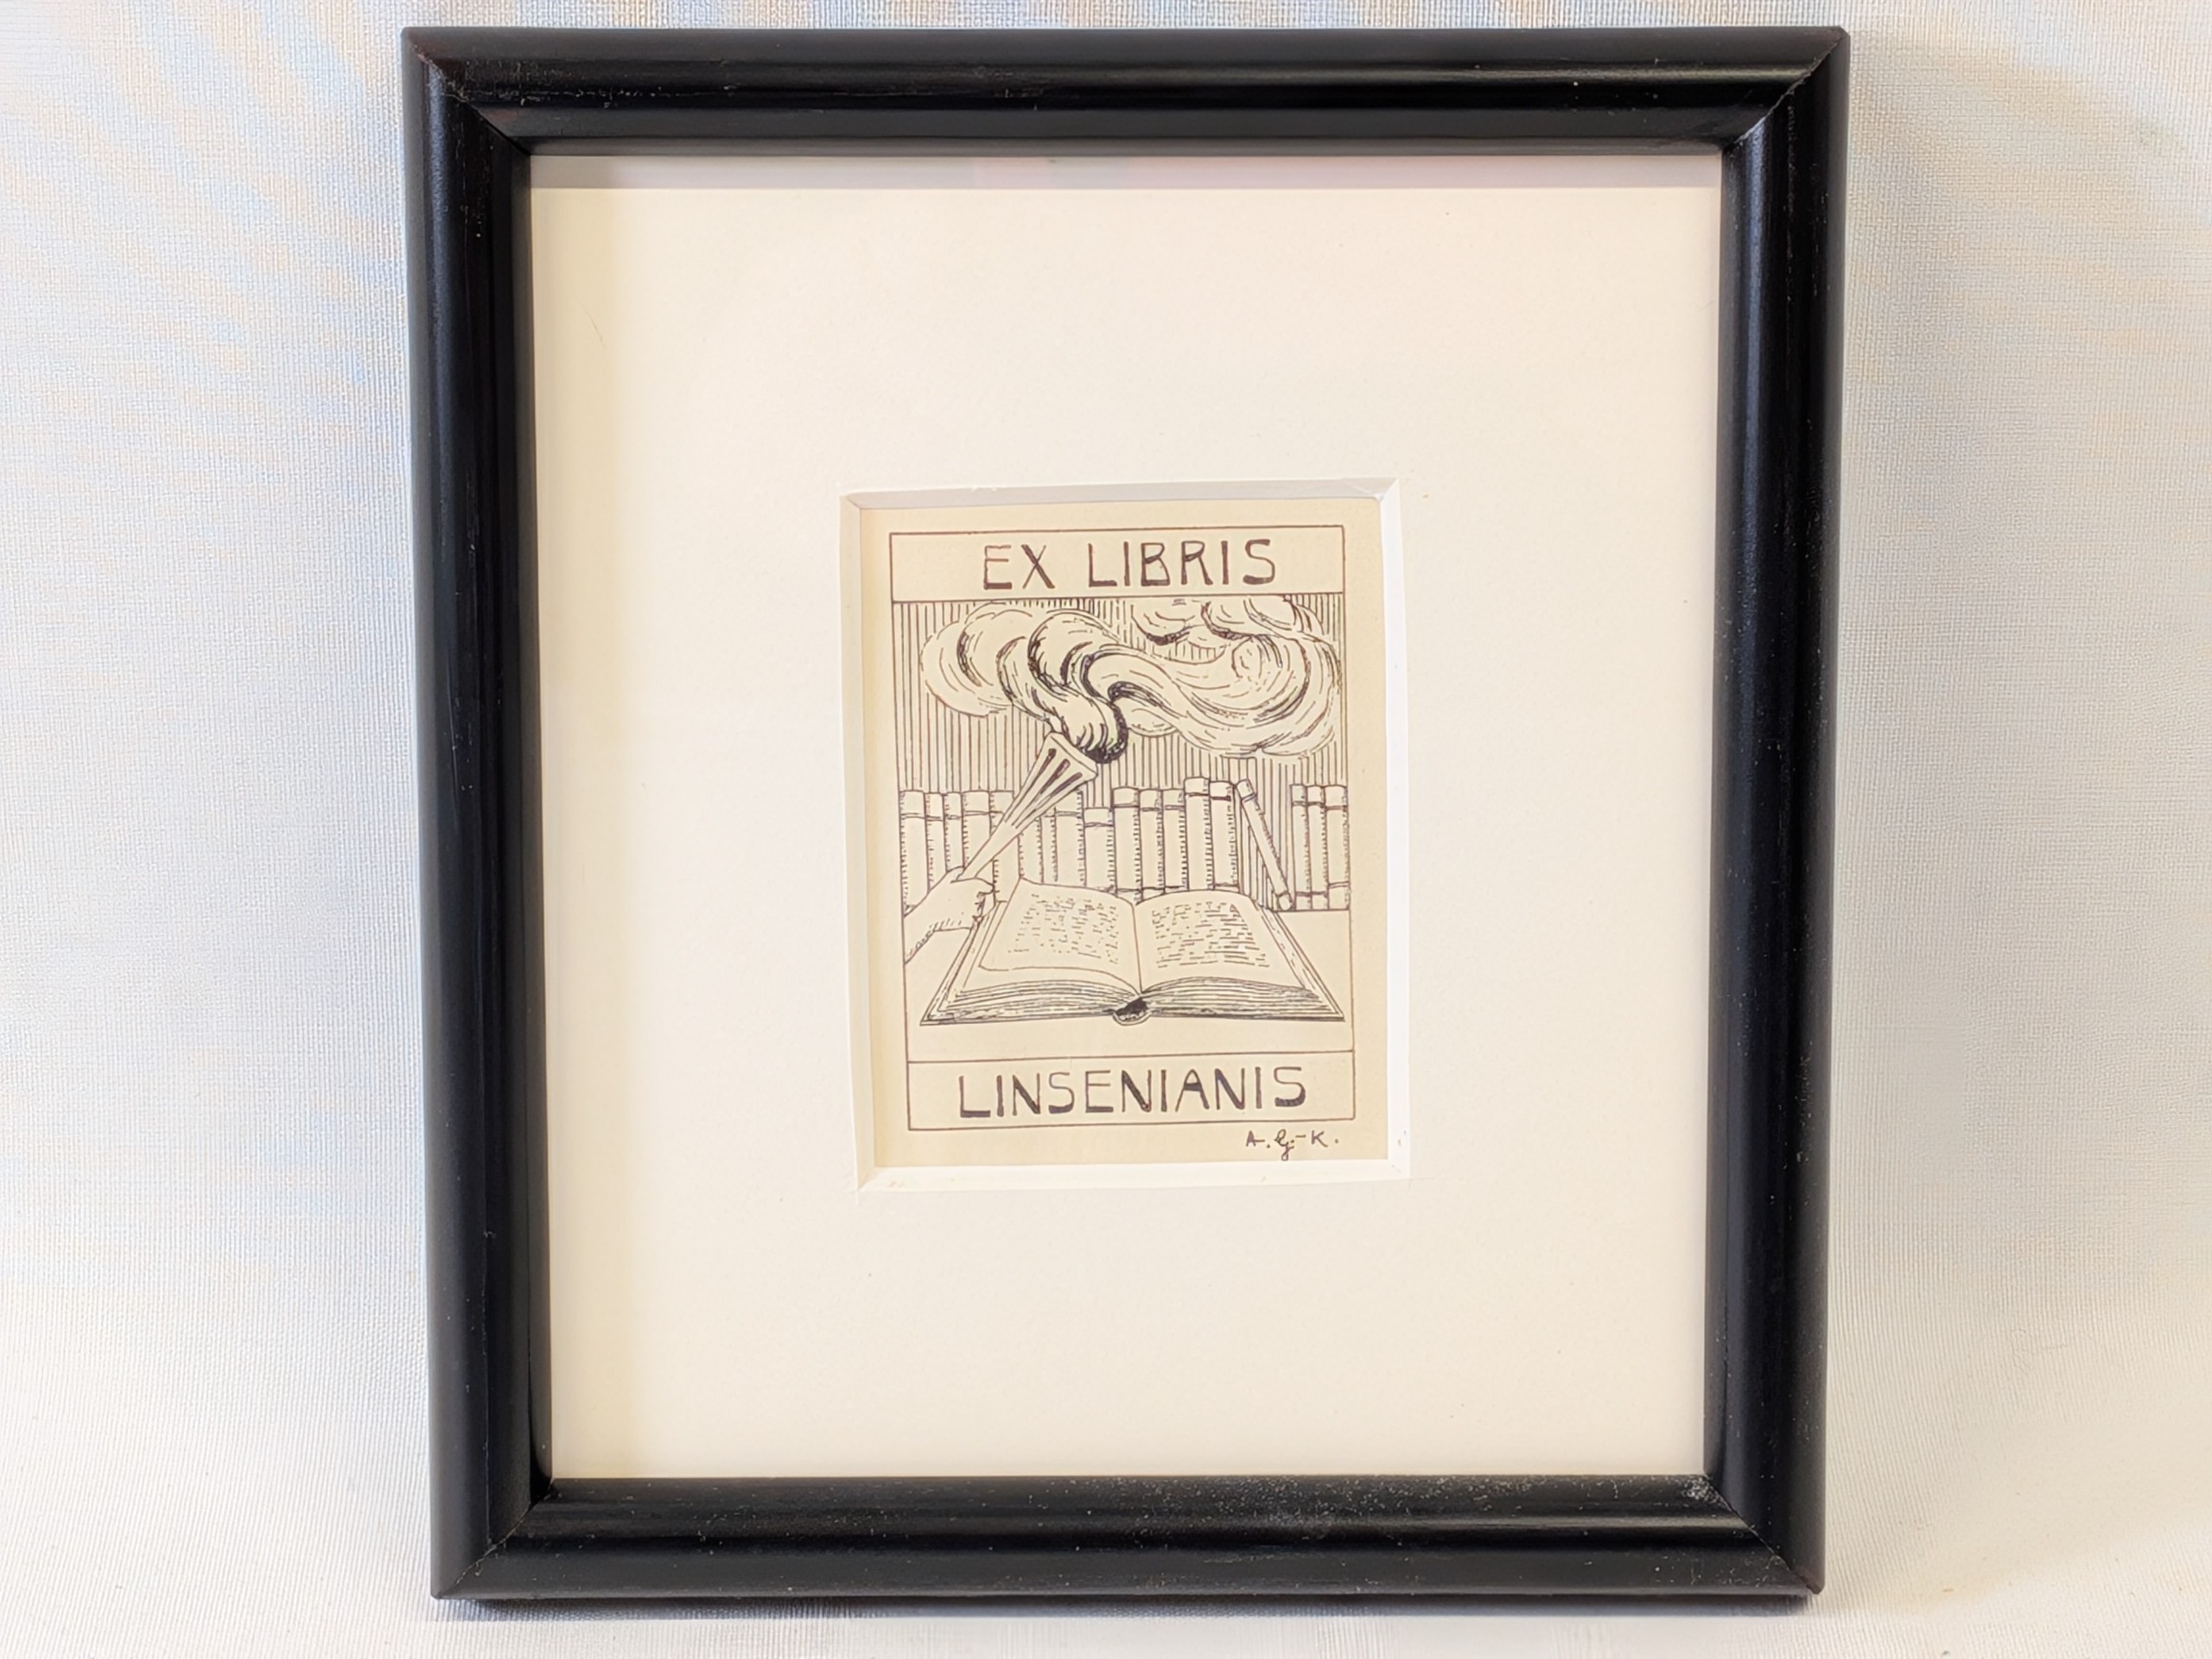 EX LIBRIS
LINSENIANIS
A. G.-K.